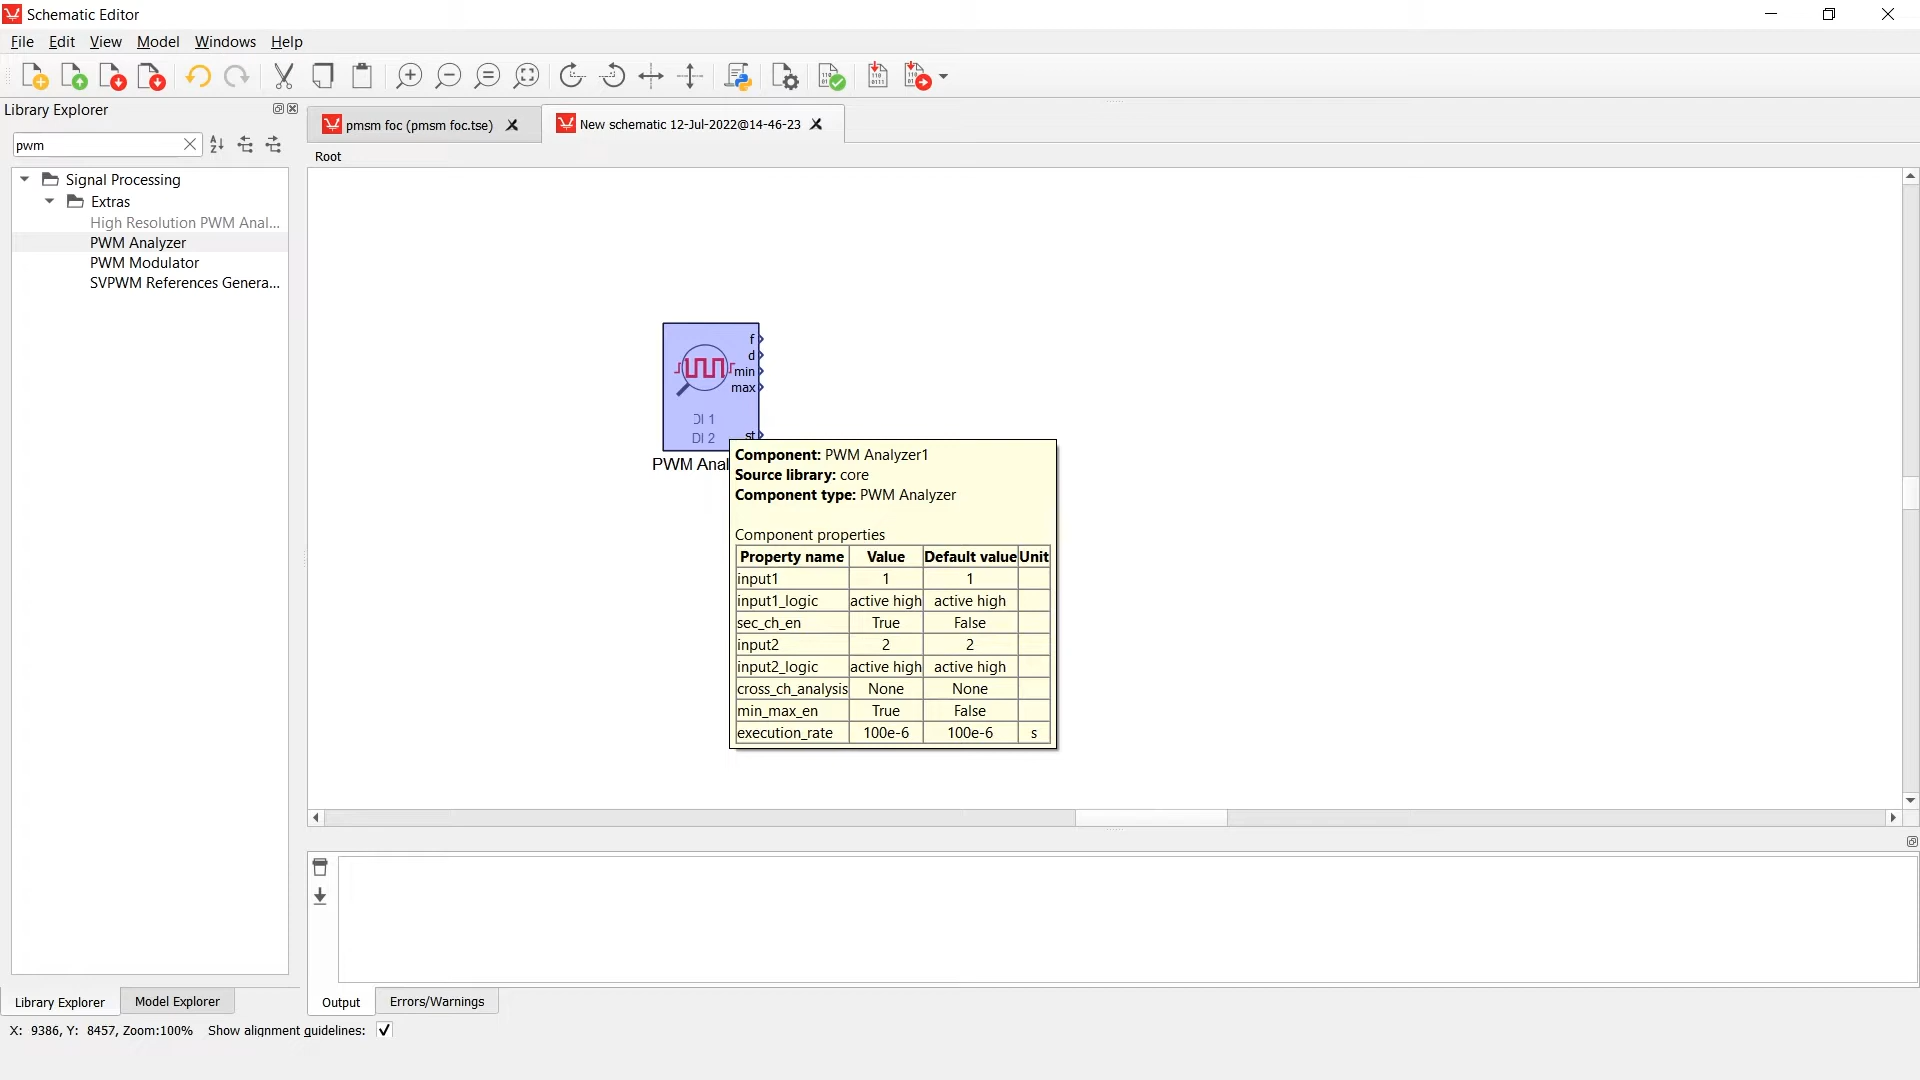 Schematic Editor
File Edit View Model Windows Help
Library Explorer
pwm
Signal Processing
Extras
High Resolution PWM Anal...
PWM Analyzer
PWM Modulator
SVPWM References Genera...
pmsm foc (pmsm foc.tse)
New schematic 12-Jul-2022@14-46-23
Root
f
d
min
max
DI 1
DI 2
st
PWM Anal
Component: PWM Analyzer1
Source library: core
Component type: PWM Analyzer
Component properties
Property name Value Default value Unit
input1 1 1
input1_logic active high active high
sec_ch_en True False
input2 2 2
input2_logic active high active high
cross_ch_analysis None None
min_max_en True False
execution_rate 100e-6 100e-6 s
Library Explorer Model Explorer
Output Errors/Warnings
X: 9386, Y: 8457, Zoom:100% Show alignment guidelines: